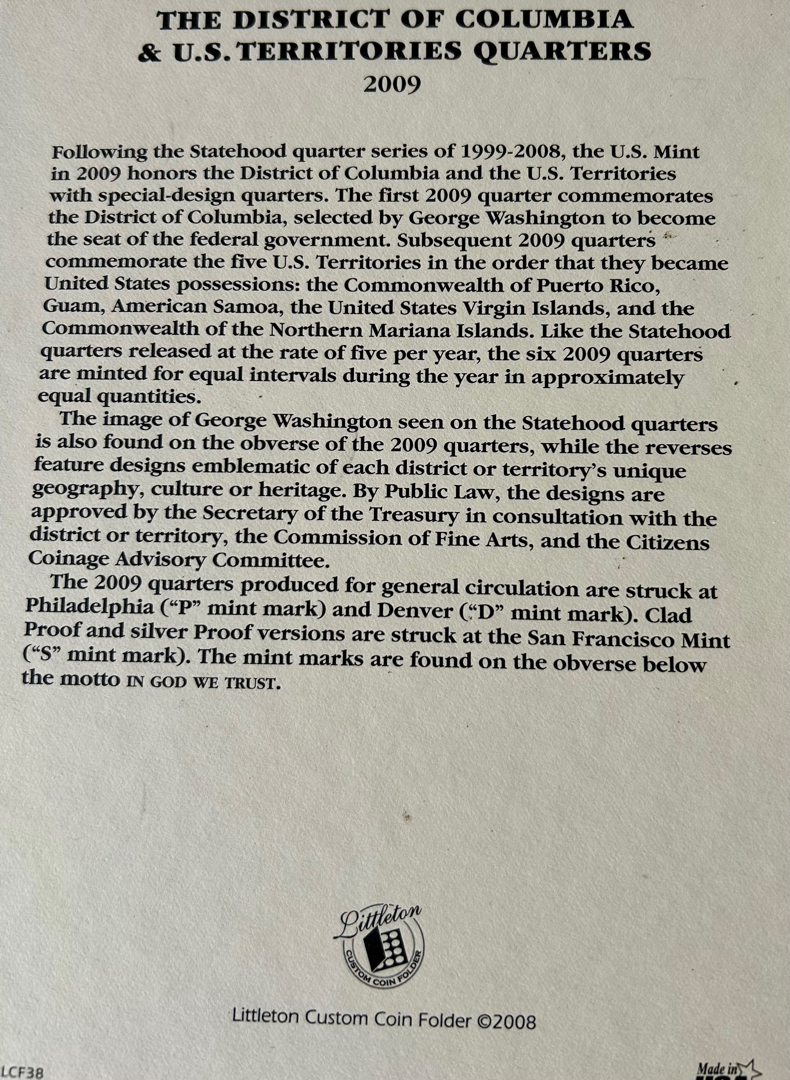 THE DISTRICT OF COLUMBIA
& U.S. TERRITORIES QUARTERS
2009
Following the Statehood quarter series of 1999-2008, the U.S. Mint
in 2009 honors the District of Columbia and the U.S. Territories
with special-design quarters. The first 2009 quarter commemorates
the District of Columbia, selected by George Washington to become
the seat of the federal government. Subsequent 2009 quarters
commemorate the five U.S. Territories in the order that they became
United States possessions: the Commonwealth of Puerto Rico,
Guam, American Samoa, the United States Virgin Islands, and the
Commonwealth of the Northern Mariana Islands. Like the Statehood
quarters released at the rate of five per year, the six 2009 quarters
are minted for equal intervals during the year in approximately
equal quantities.
The image of George Washington seen on the Statehood quarters
is also found on the obverse of the 2009 quarters, while the reverses
feature designs emblematic of each district or territory's unique
geography, culture or heritage. By Public Law, the designs are
approved by the Secretary of the Treasury in consultation with the
district or territory, the Commission of Fine Arts, and the Citizens
Coinage Advisory Committee.
The 2009 quarters produced for general circulation are struck at
Philadelphia (“P” mint mark) and Denver (“D” mint mark). Clad
Proof and silver Proof versions are struck at the San Francisco Mint
(“S” mint mark). The mint marks are found on the obverse below
the motto IN GOD WE TRUST.
Littleton
CUSTOM COIN FOLDER
Littleton Custom Coin Folder ©2008
LCF38
Made in